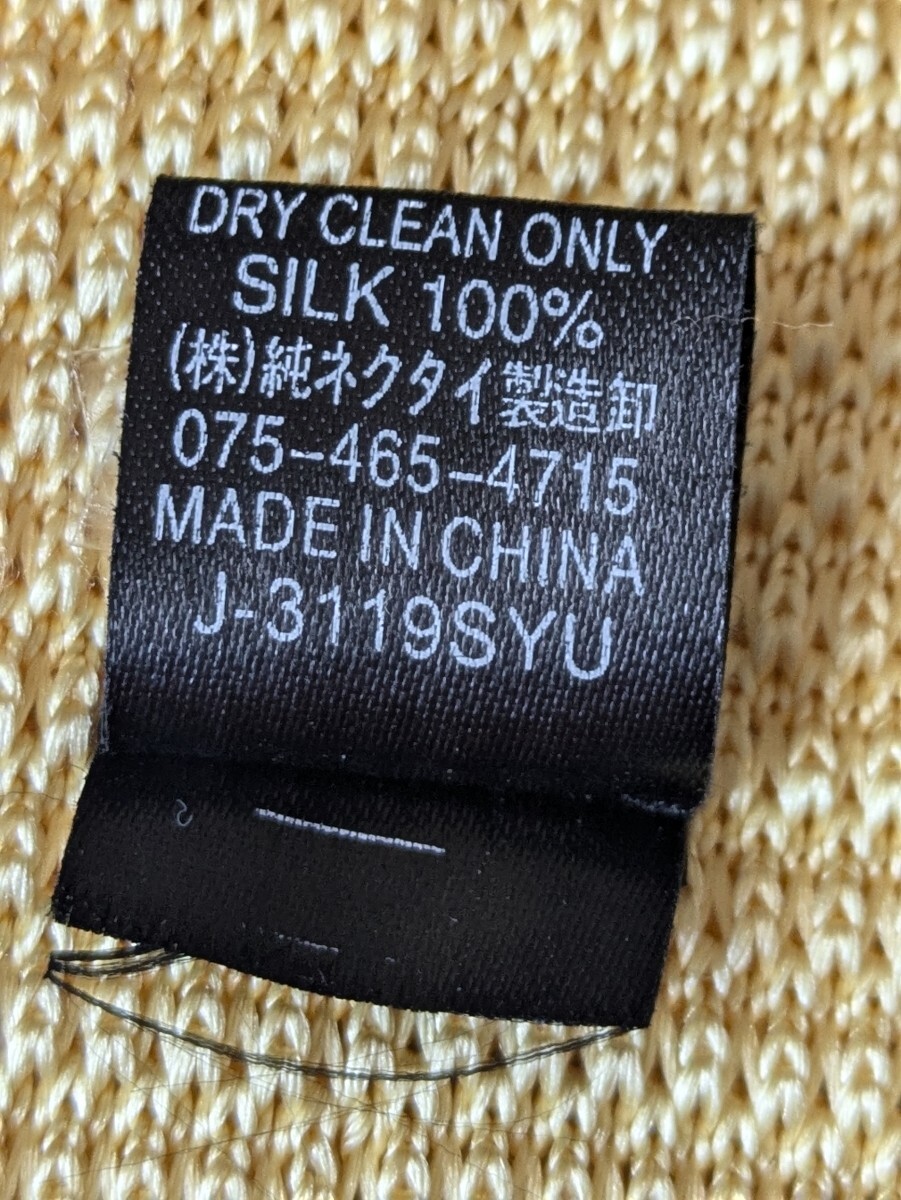 DRY CLEAN ONLY
SILK 100%
(株)純ネクタイ製造卸
075-465-4715
MADE IN CHINA
J-3119SYU